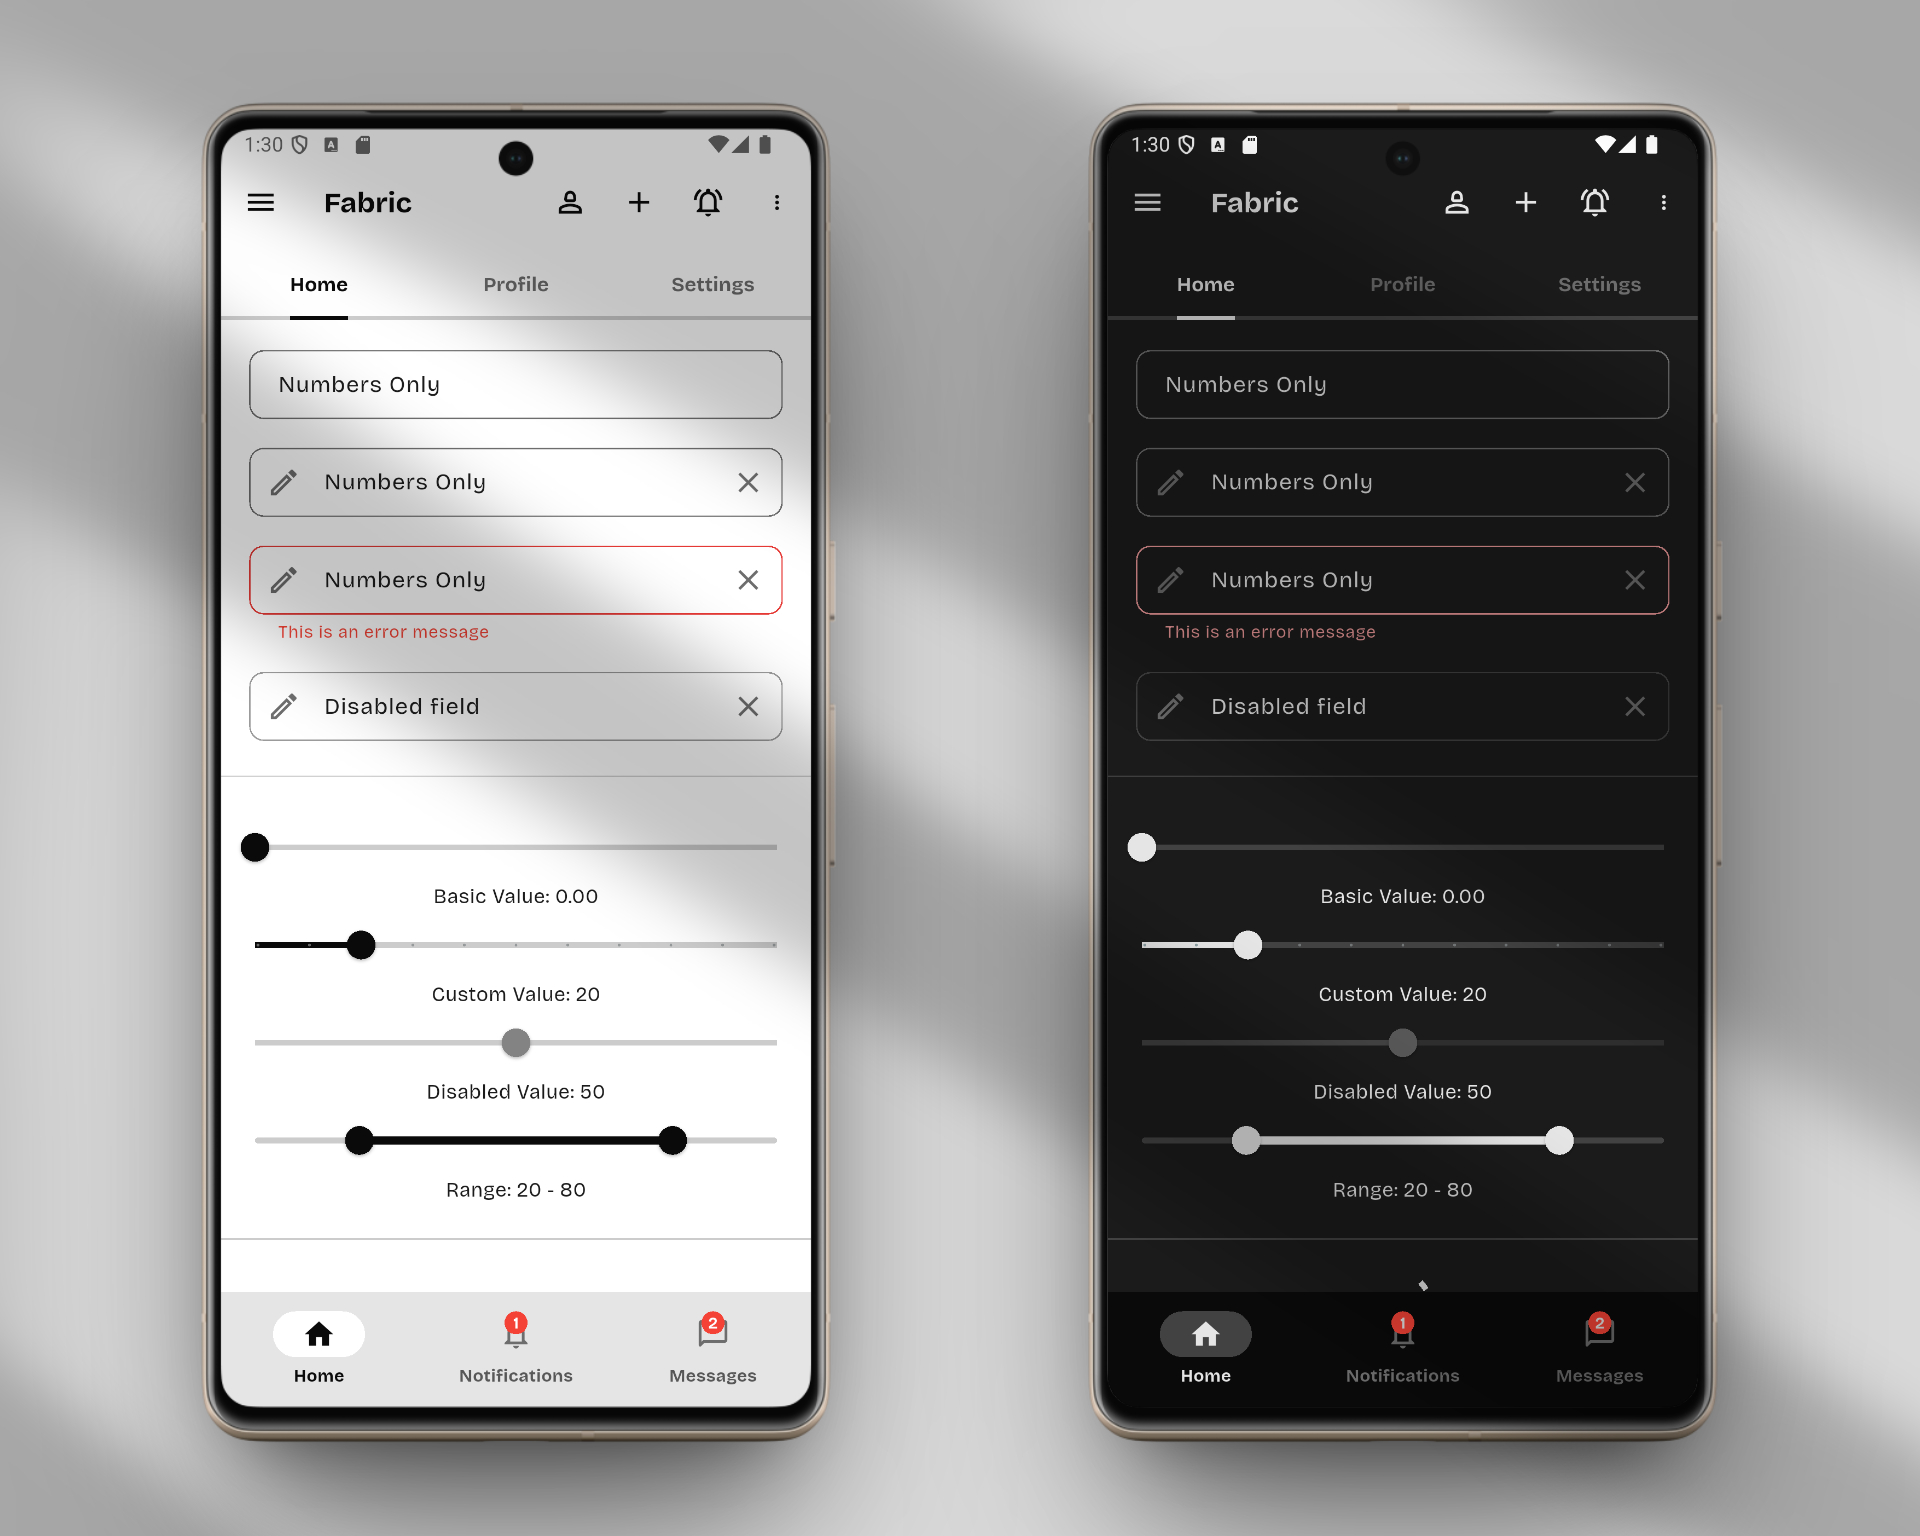 1:30
Fabric
Home Profile Settings
Numbers Only
Numbers Only
Numbers Only
This is an error message
Disabled field
Basic Value: 0.00
Custom Value: 20
Disabled Value: 50
Range: 20 - 80
1 2
Home Notifications Messages
1:30
Fabric
Home Profile Settings
Numbers Only
Numbers Only
Numbers Only
This is an error message
Disabled field
Basic Value: 0.00
Custom Value: 20
Disabled Value: 50
Range: 20 - 80
1 2
Home Notifications Messages